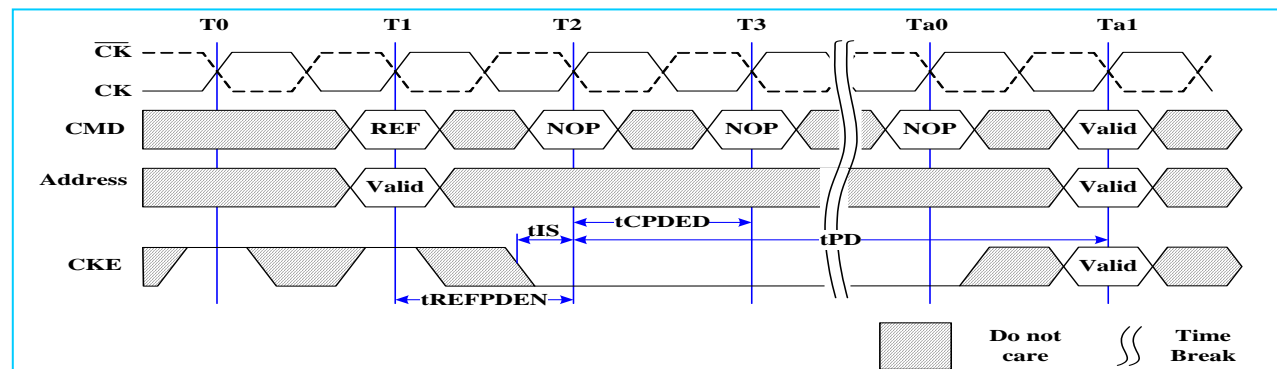 T0 T1 T2 T3 Ta0 Ta1
CK
CK
CMD REF NOP NOP NOP Valid
Address Valid Valid
tCPDED
tIS
tPD
CKE Valid
tREFPDEN
Do not care
Time Break